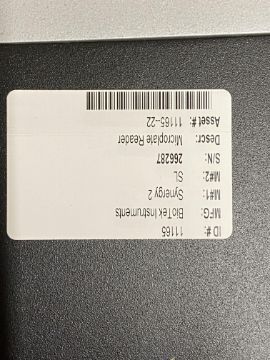 ID #: 11165
MFG: BioTek Instruments
M#1: Synergy 2
M#2: SL
S/N: 266287
Descr: Microplate Reader
Asset #: 11165--22